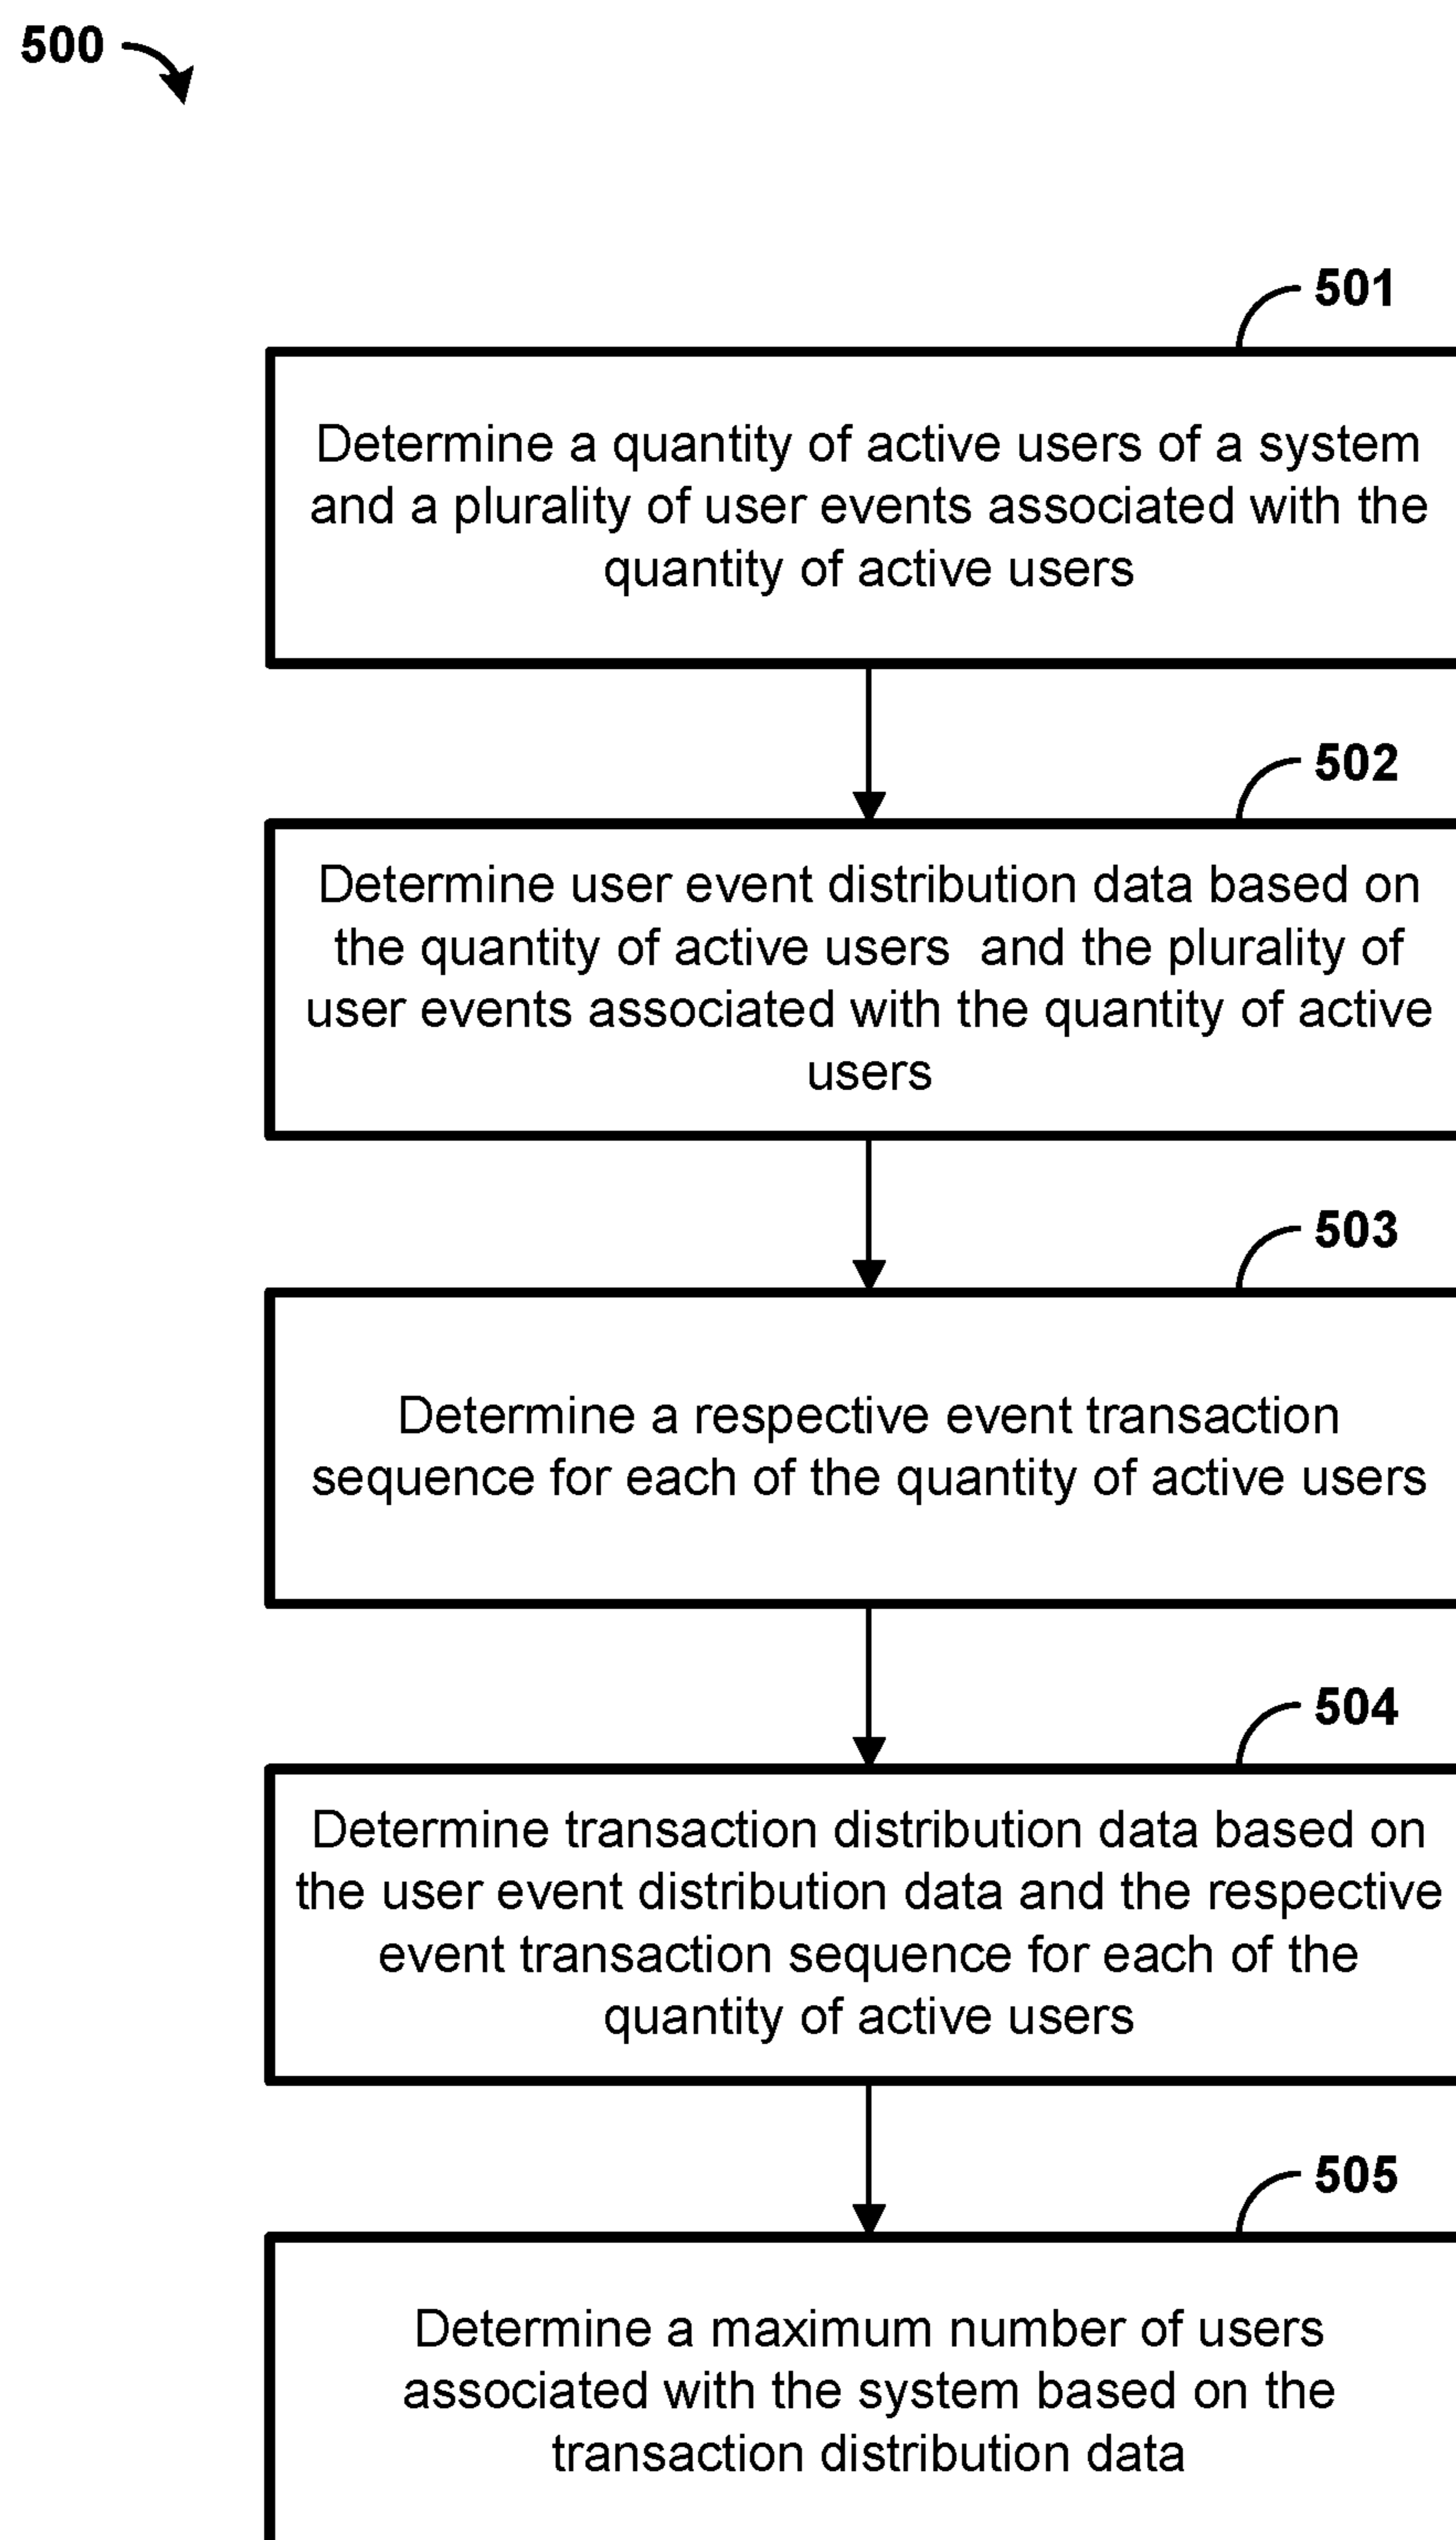 500
501
Determine a quantity of active users of a system
and a plurality of user events associated with the
quantity of active users
502
Determine user event distribution data based on
the quantity of active users  and the plurality of
user events associated with the quantity of active
users
503
Determine a respective event transaction
sequence for each of the quantity of active users
504
Determine transaction distribution data based on
the user event distribution data and the respective
event transaction sequence for each of the
quantity of active users
505
Determine a maximum number of users
associated with the system based on the
transaction distribution data